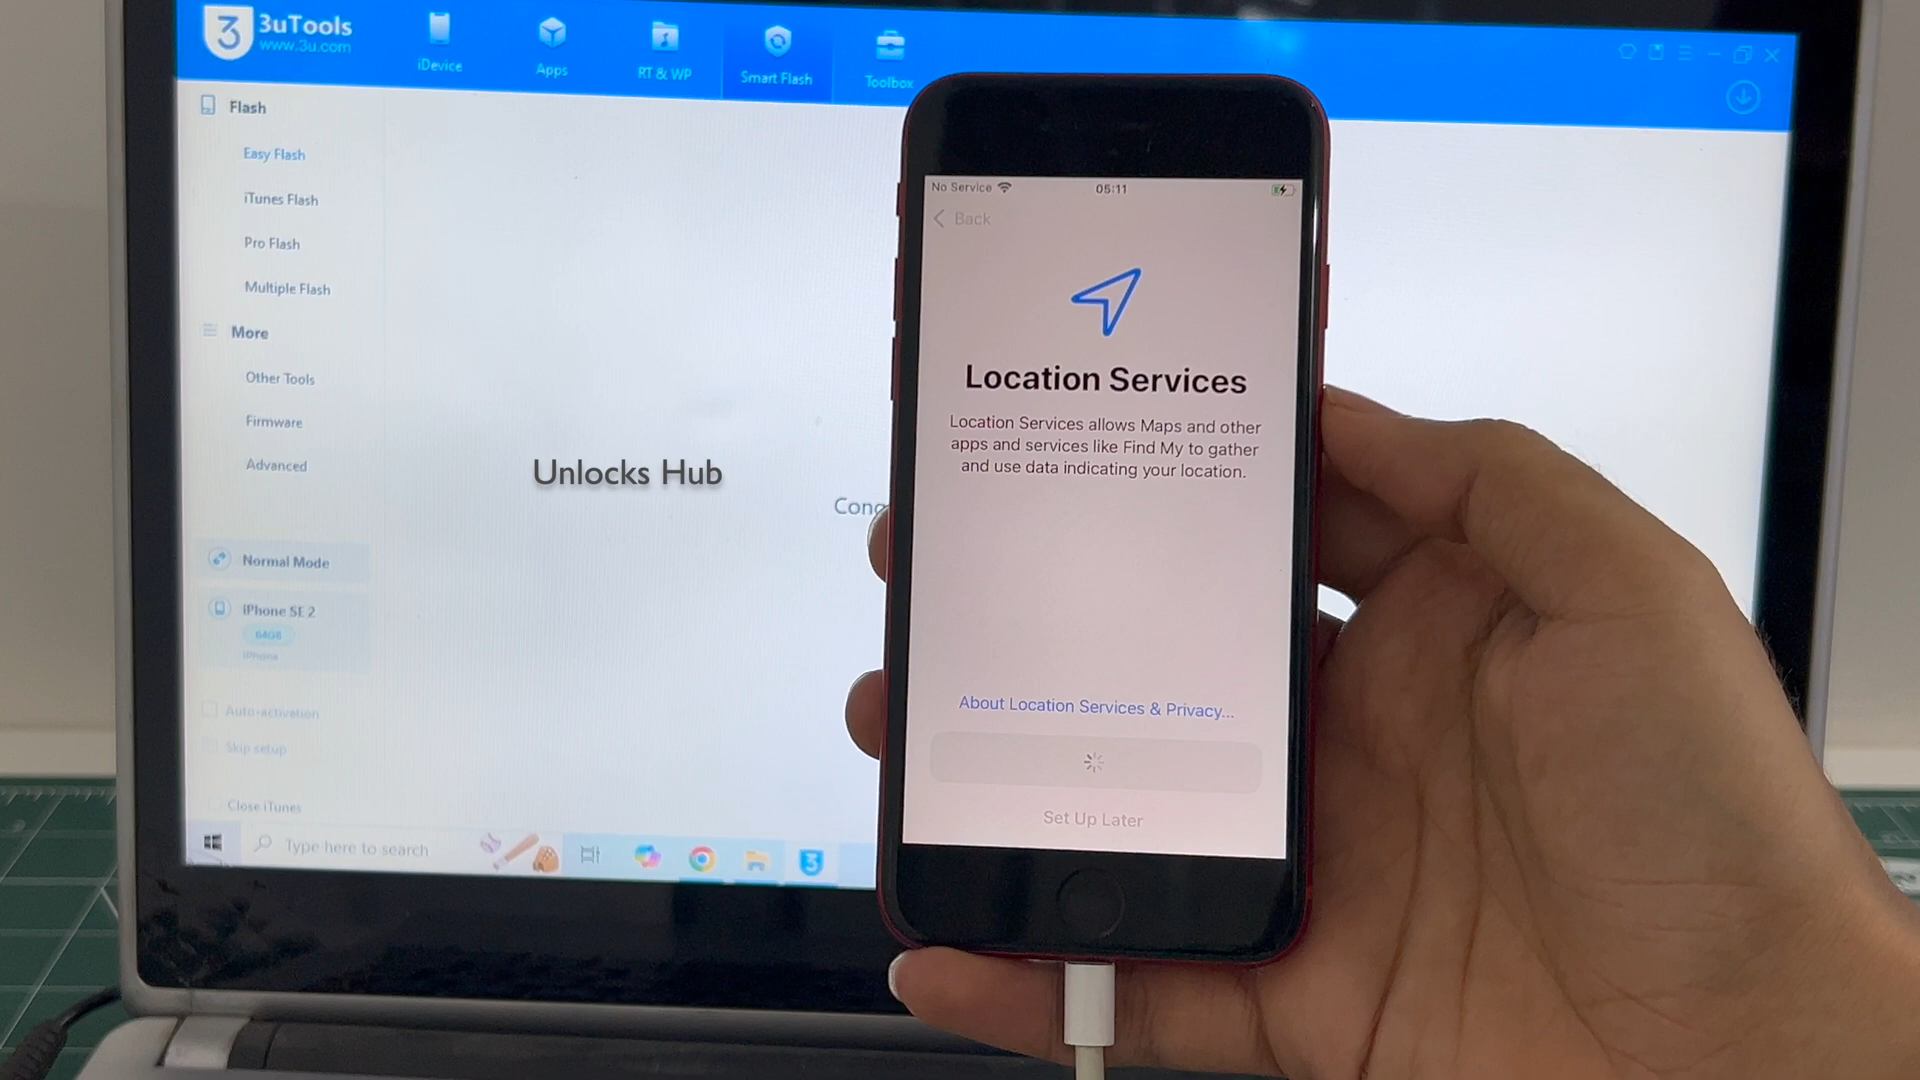 3uTools
www.3u.com
iDevice
Apps
RT & WP
Smart Flash
Toolbox
Flash
Easy Flash
iTunes Flash
Pro Flash
Multiple Flash
More
Other Tools
Firmware
Advanced
Normal Mode
iPhone SE 2
64GB
iPhone
Auto-activation
Skip setup
Close iTunes
Type here to search
Unlocks Hub
Cong
No Service
05:11
Back
Location Services
Location Services allows Maps and other
apps and services like Find My to gather
and use data indicating your location.
About Location Services & Privacy...
Set Up Later